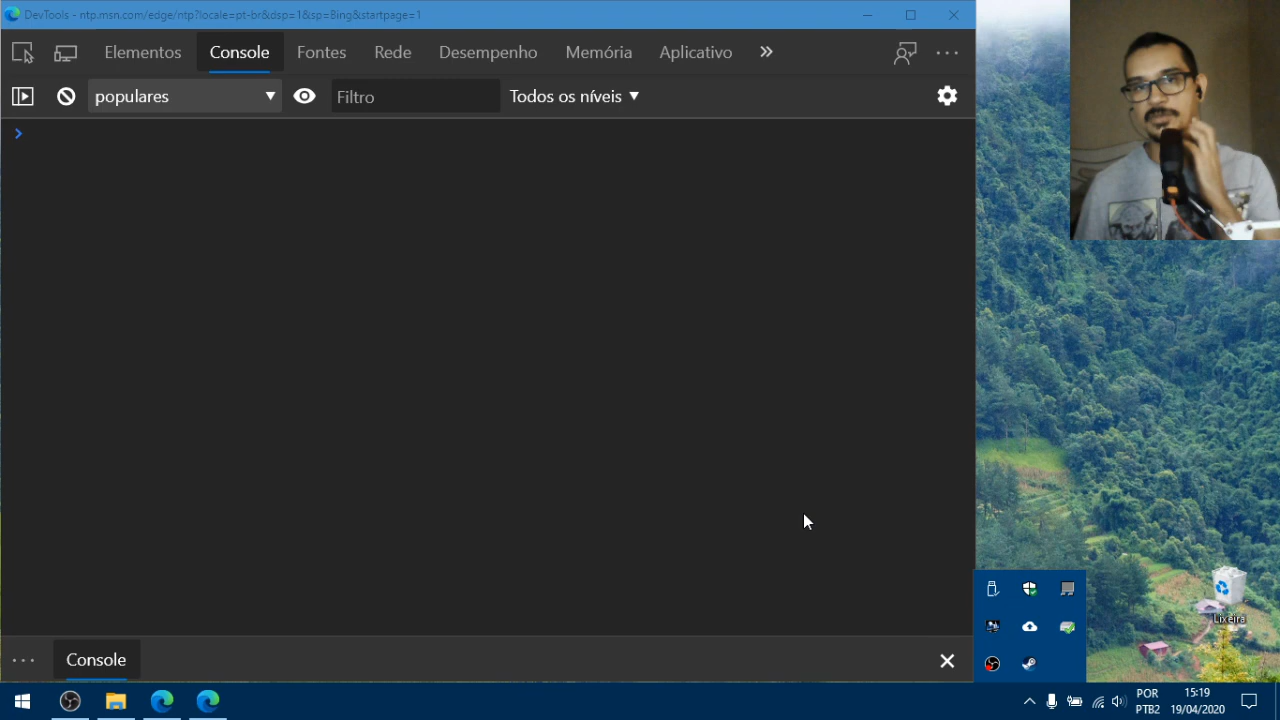 DevTools - ntp.msn.com/edge/ntp?locale=pt-br&dsp=1&sp=Bing&startpage=1
Elementos Console Fontes Rede Desempenho Memória Aplicativo
populares Filtro Todos os níveis
Console
Lixeira
POR 15:19
PTB2 19/04/2020